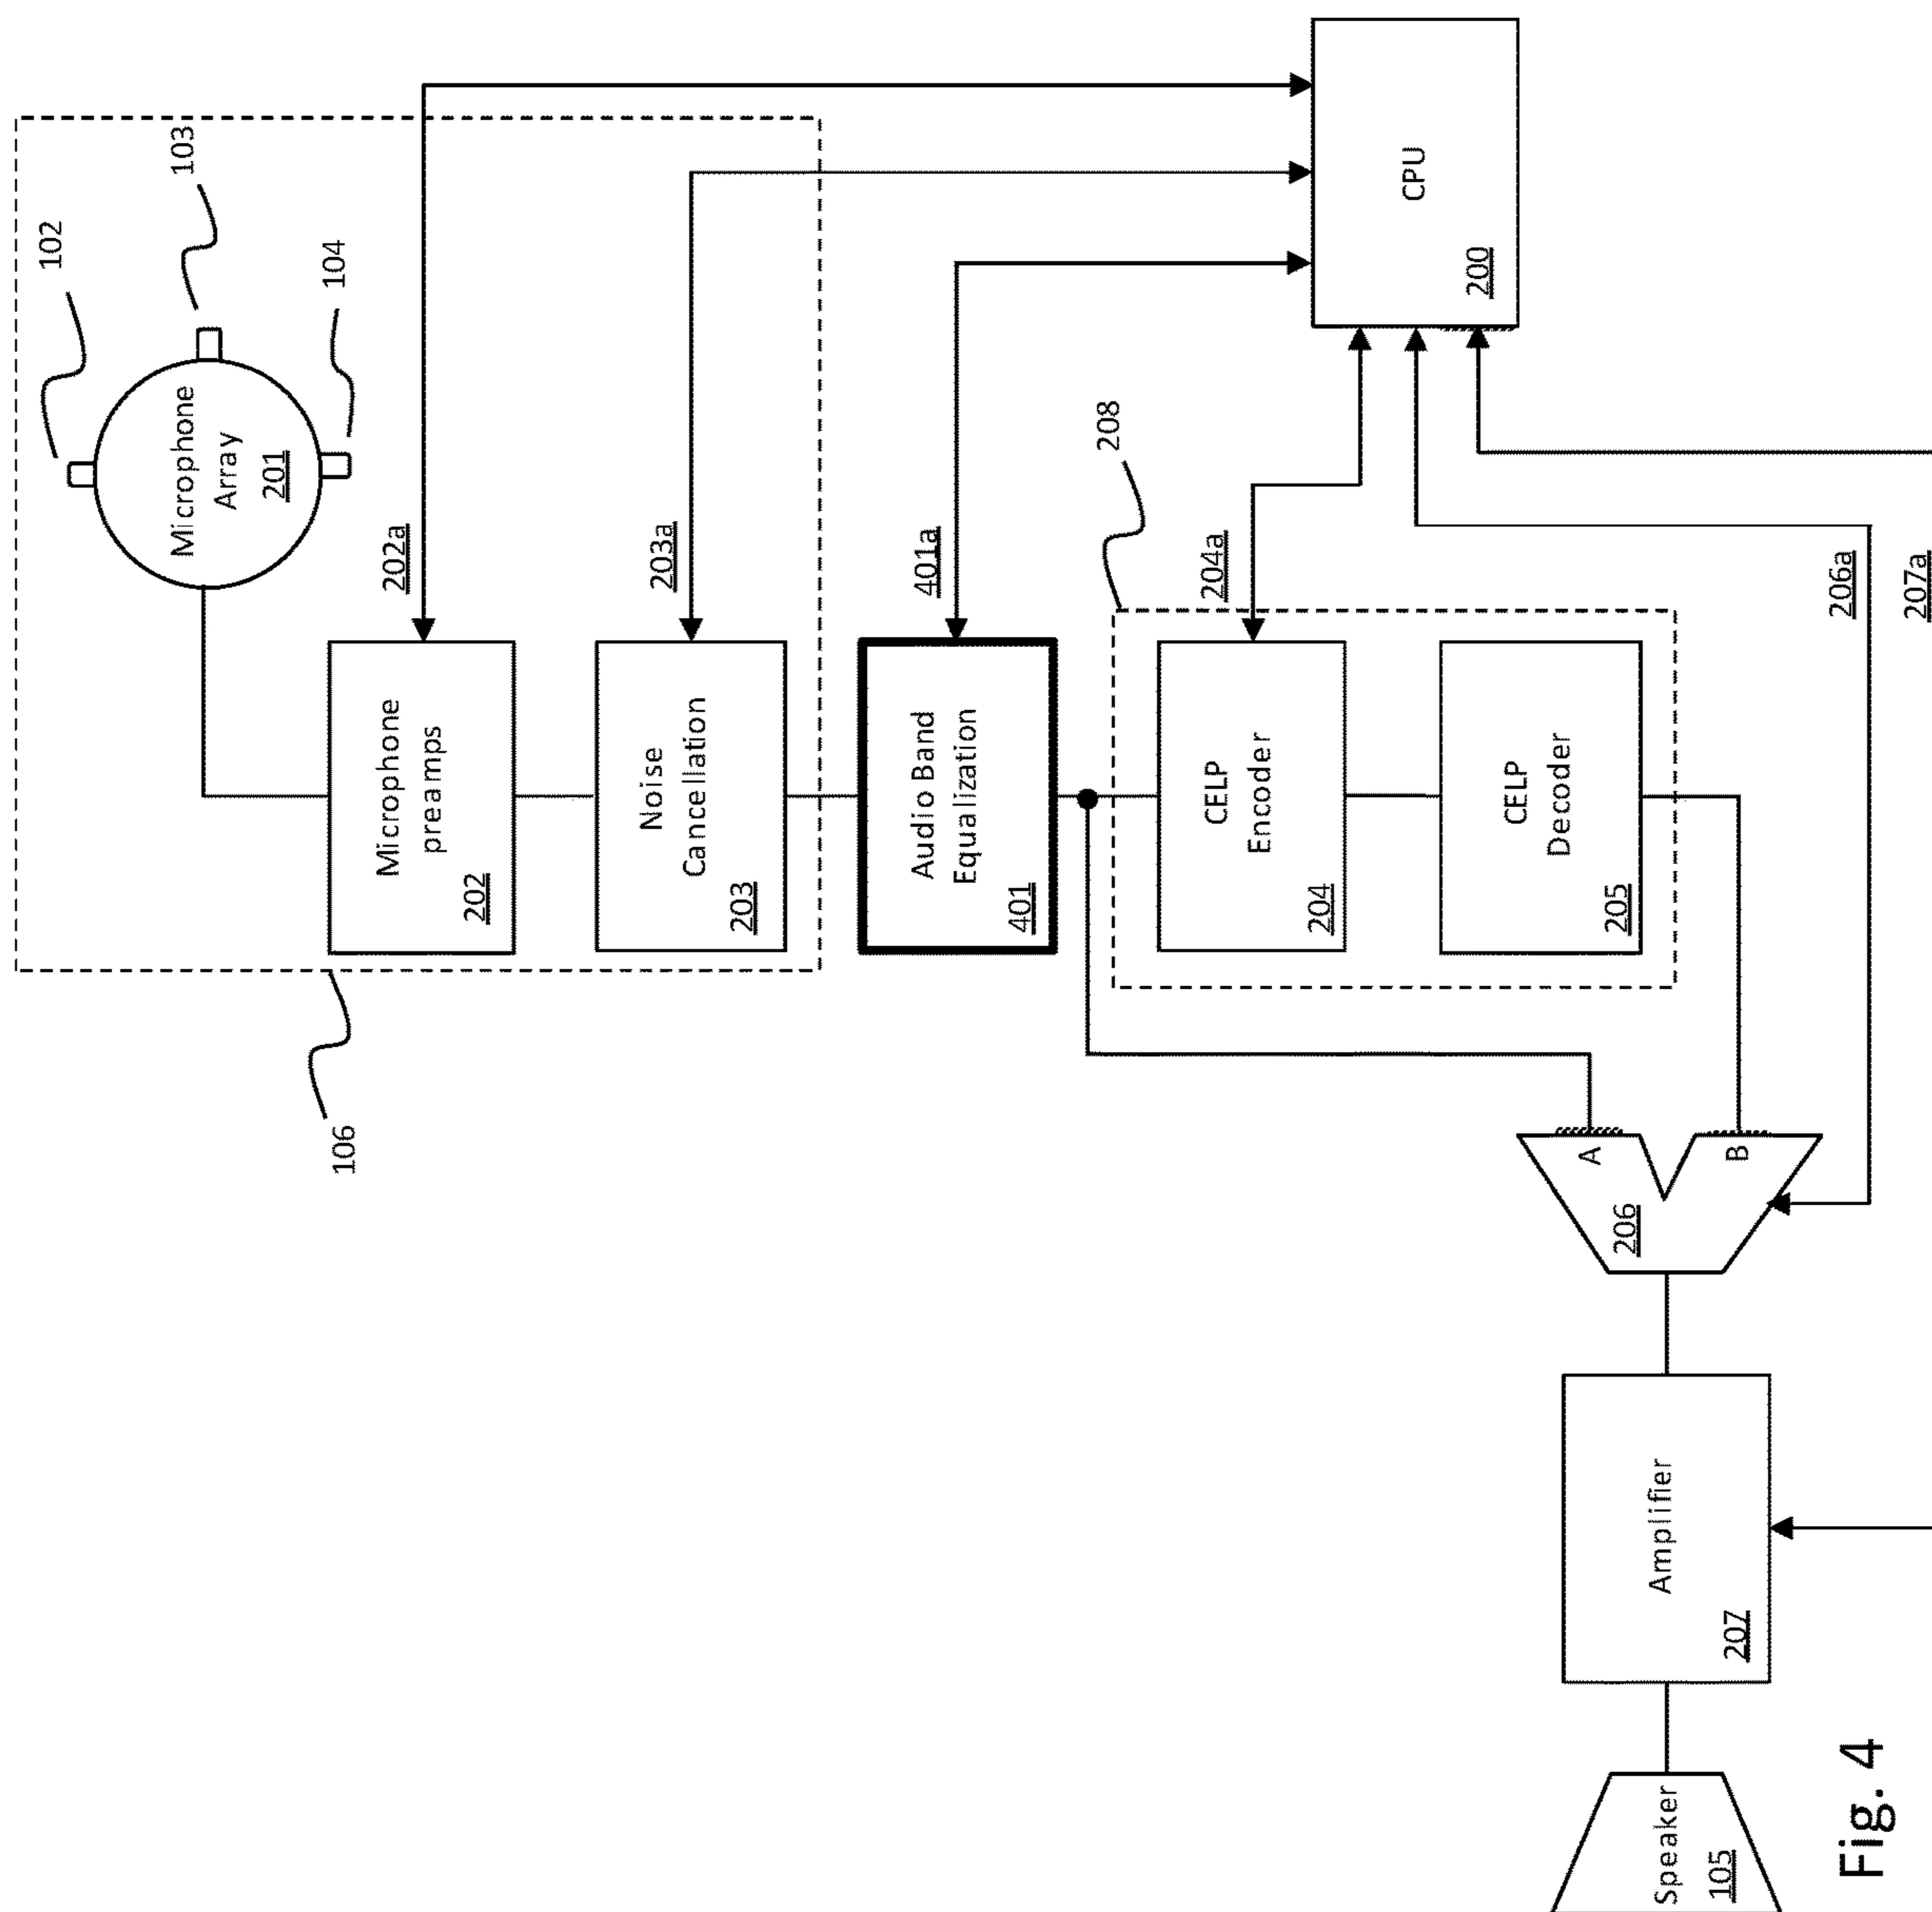 102
103
104
Microphone
Array
201
106
Microphone
preamps
202
202a
Noise
Cancellation
203
203a
Audio Band
Equalization
401
401a
208
CELP
Encoder
204
204a
CELP
Decoder
205
CPU
200
A
B
206
206a
207a
Amplifier
207
Speaker
105
Fig. 4